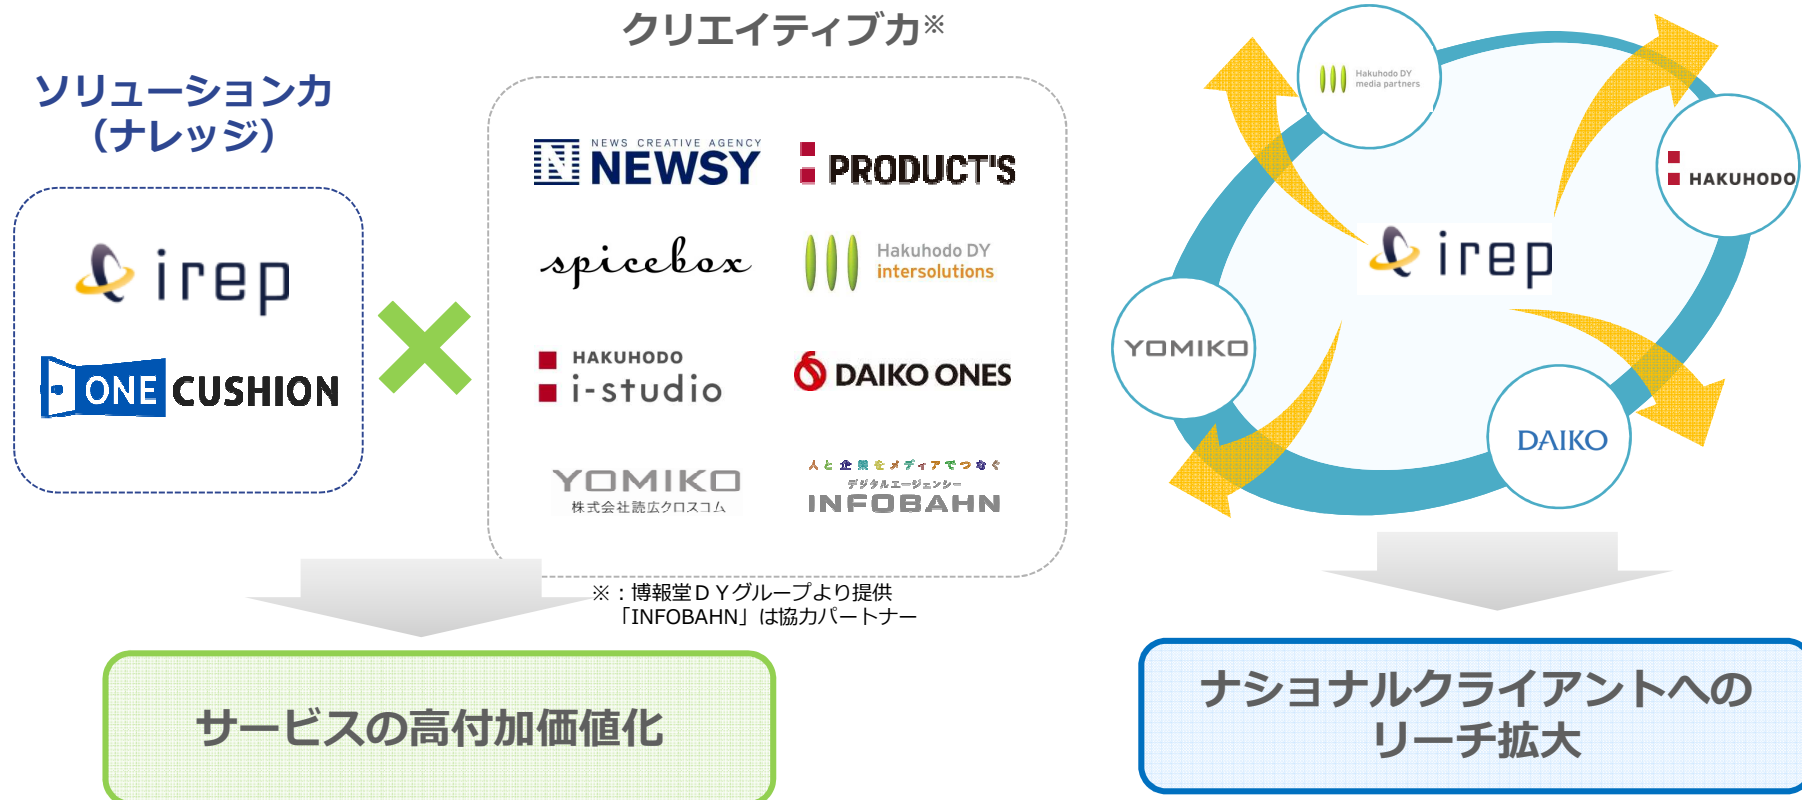 クリエイティブ力※
ソリューション力
（ナレッジ）
irep
ONE CUSHION
NEWS CREATIVE AGENCY
NEWSY
PRODUCT'S
spicebox
Hakuhodo DY
intersolutions
HAKUHODO
i-studio
DAIKO ONES
YOMIKO
株式会社読広クロスコム
人と企業をメディアでつなぐ
デジタルエージェンシー
INFOBAHN
※：博報堂ＤＹグループより提供
「INFOBAHN」は協力パートナー
サービスの高付加価値化
Hakuhodo DY
media partners
HAKUHODO
irep
YOMIKO
DAIKO
ナショナルクライアントへの
リーチ拡大